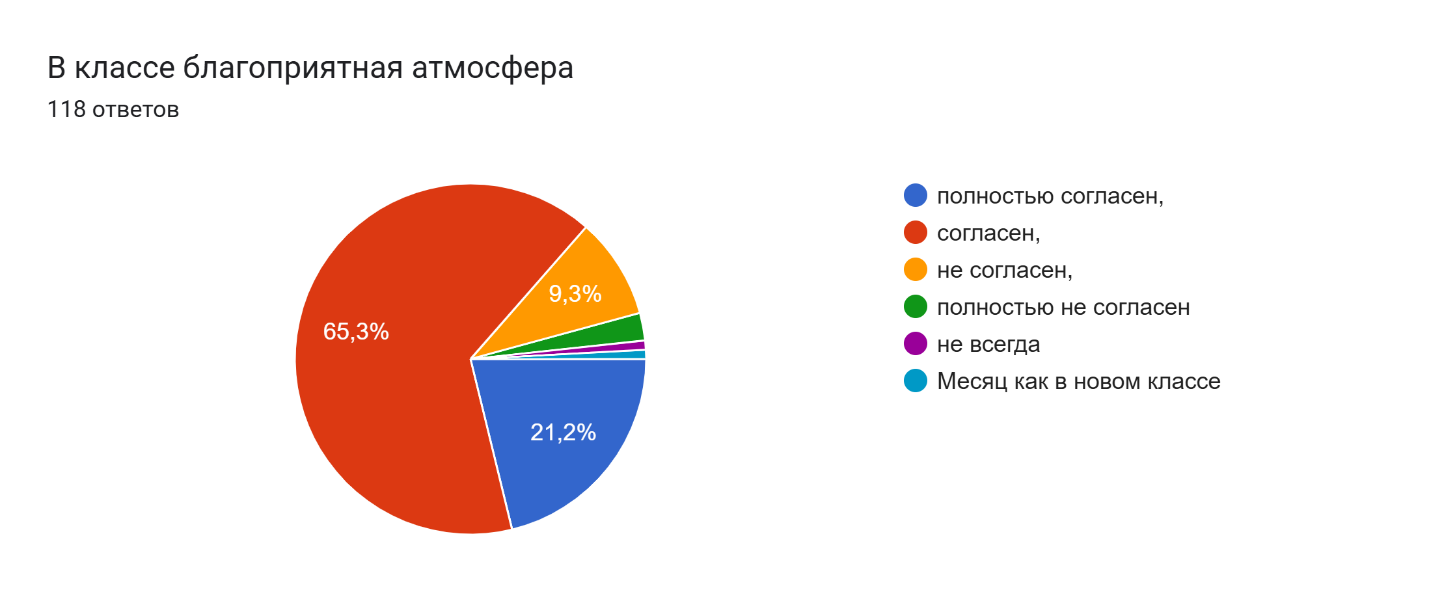 В классе благоприятная атмосфера
118 ответов
65,3%
9,3%
21,2%
полностью согласен,
согласен,
не согласен,
полностью не согласен
не всегда
Месяц как в новом классе